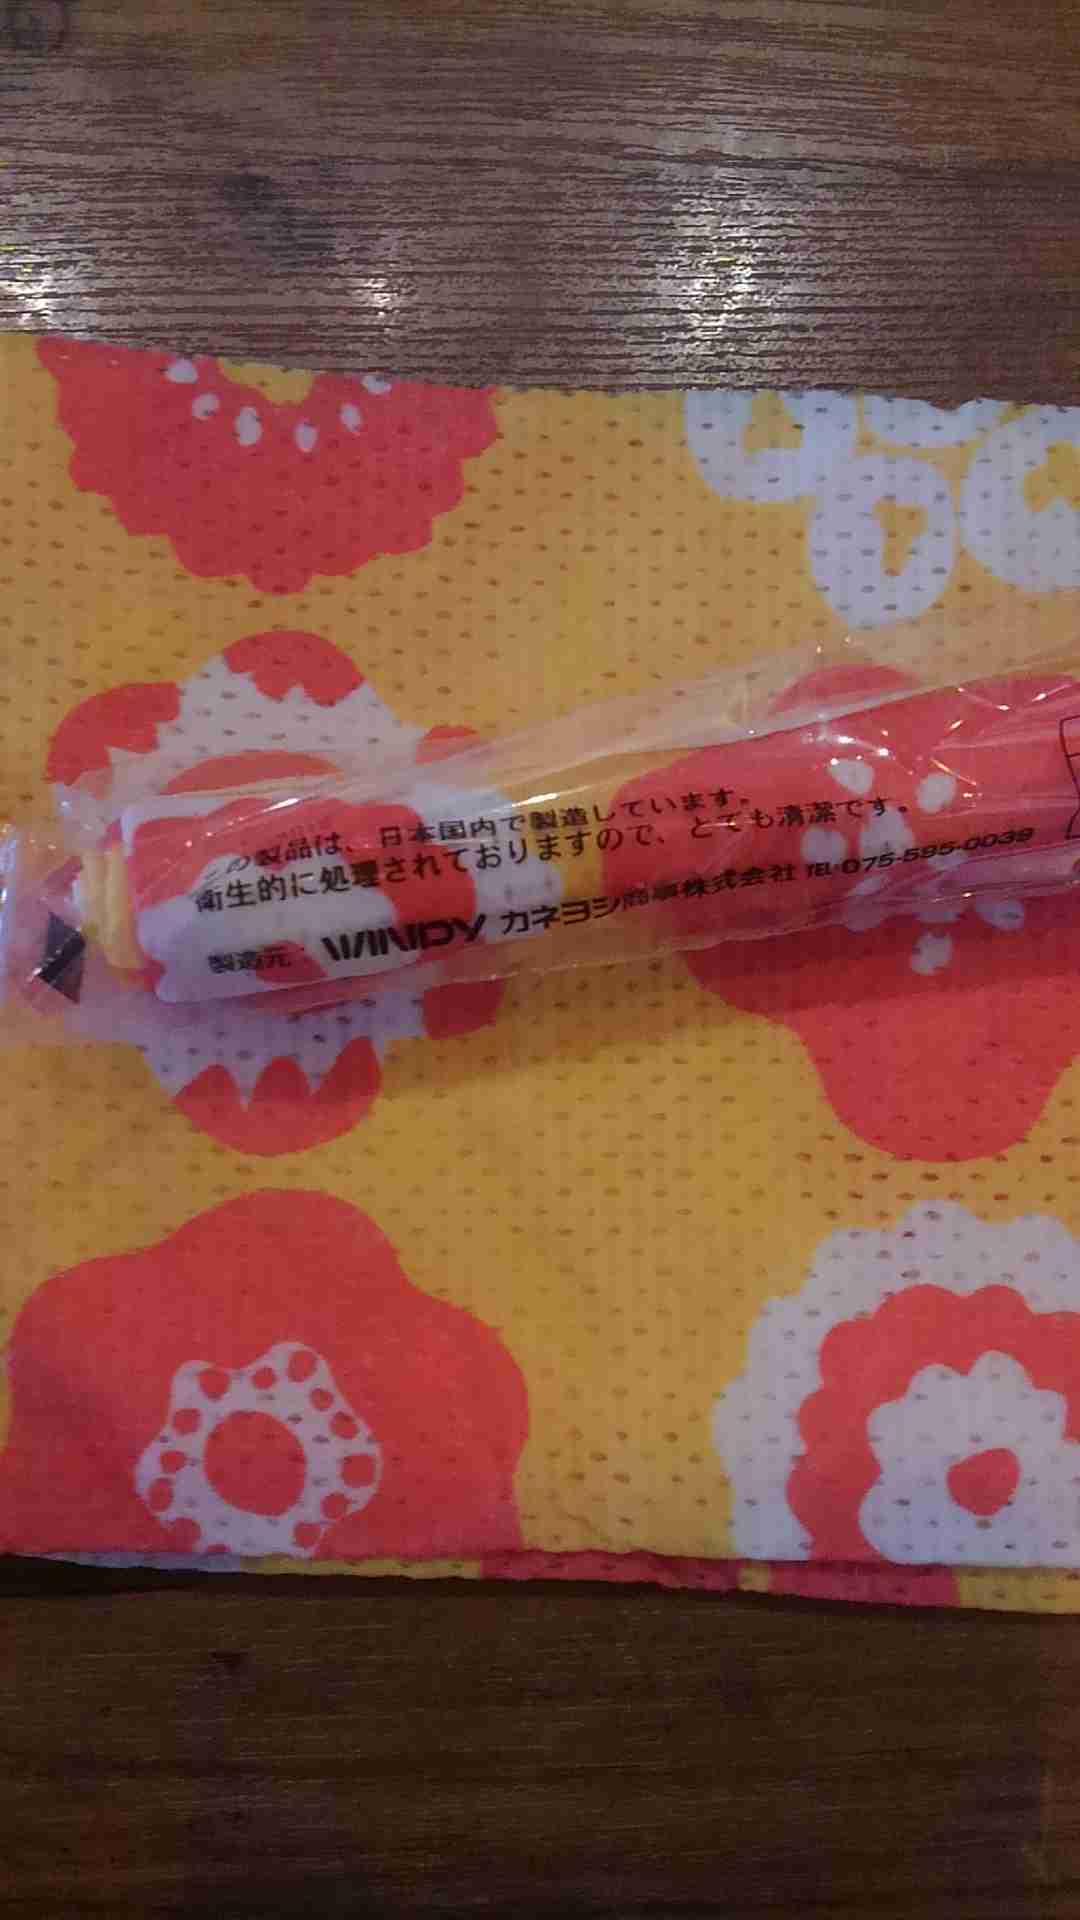 この製品は、日本国内で製造しています。
衛生的に処理されておりますので、とても清潔です。
製造元： WINDY カネヨシ商事株式会社 TEL・075-595-0039